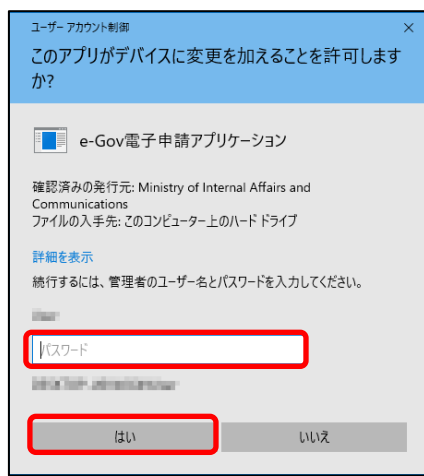 ユーザー アカウント制御
このアプリがデバイスに変更を加えることを許可します
か?
e-Gov電子申請アプリケーション
確認済みの発行元: Ministry of Internal Affairs and
Communications
ファイルの入手先: このコンピューター上のハード ドライブ
詳細を表示
続行するには、管理者のユーザー名とパスワードを入力してください。
パスワード
はい
いいえ